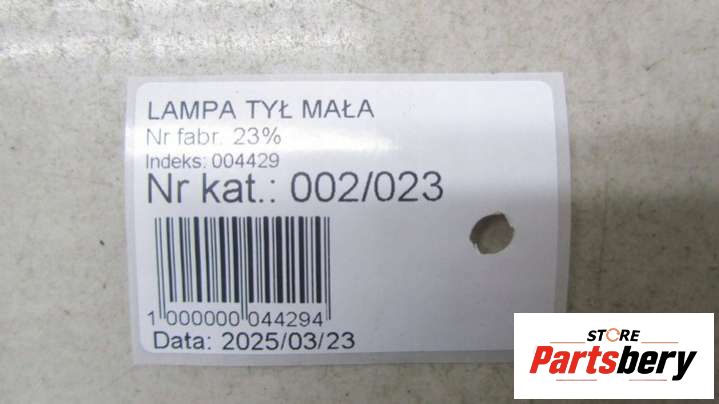 LAMPA TYŁ MAŁA
Nr fabr. 23%
Indeks: 004429
Nr kat.: 002/023
1 000000 044294
Data: 2025/03/23
STORE
Partsbery